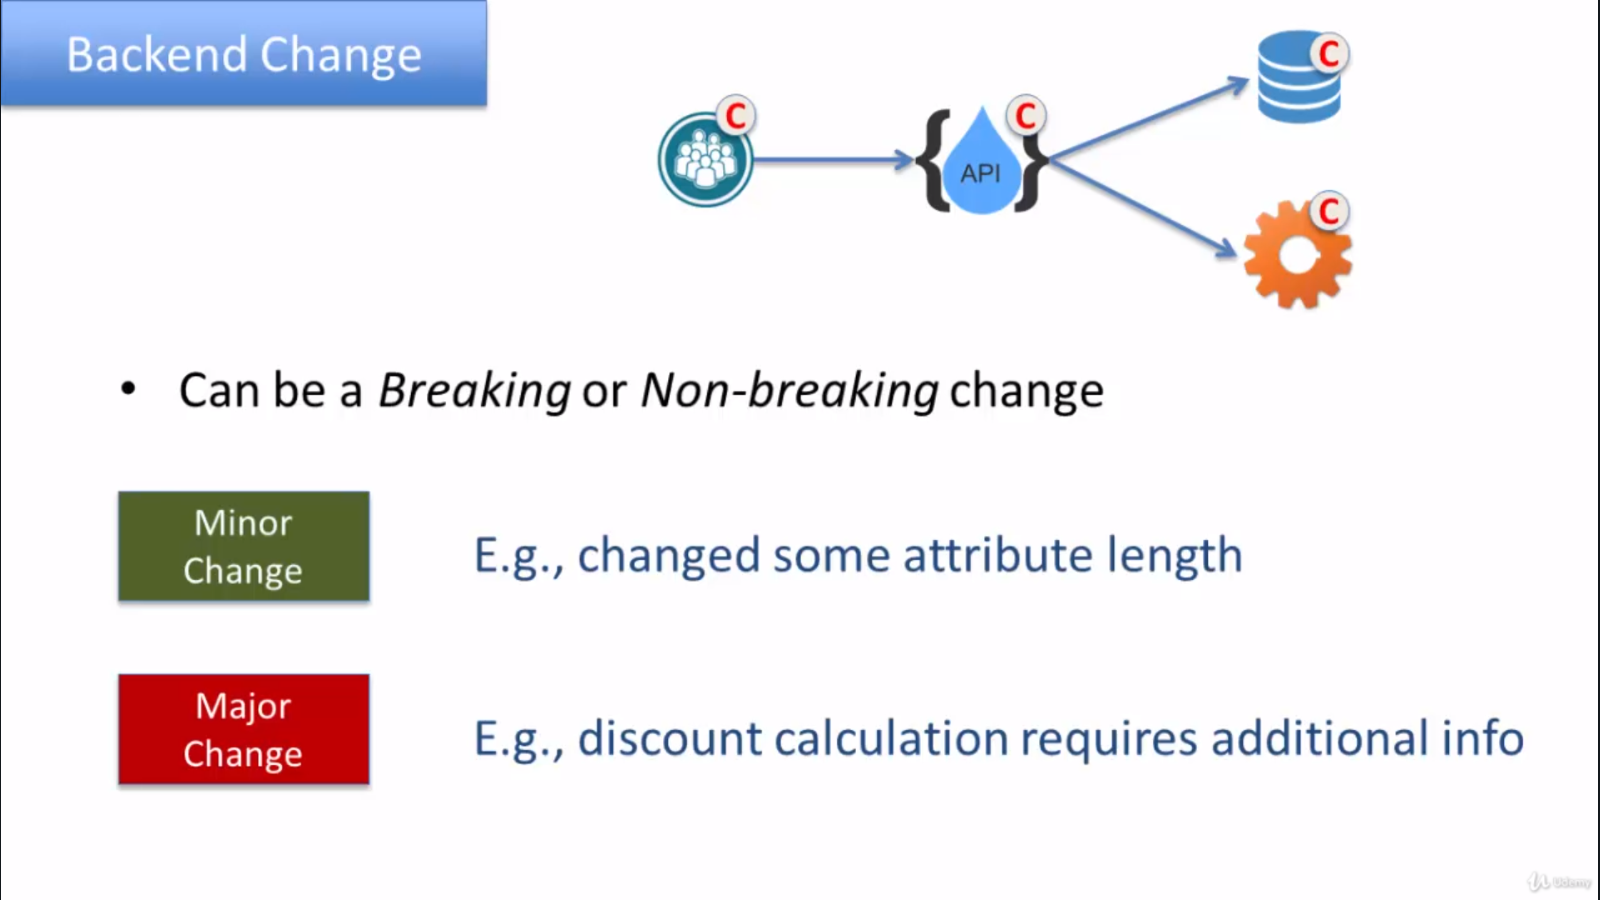 Backend Change
C
C
C
C
API
• Can be a Breaking or Non-breaking change
Minor
Change
E.g., changed some attribute length
Major
Change
E.g., discount calculation requires additional info
Udemy